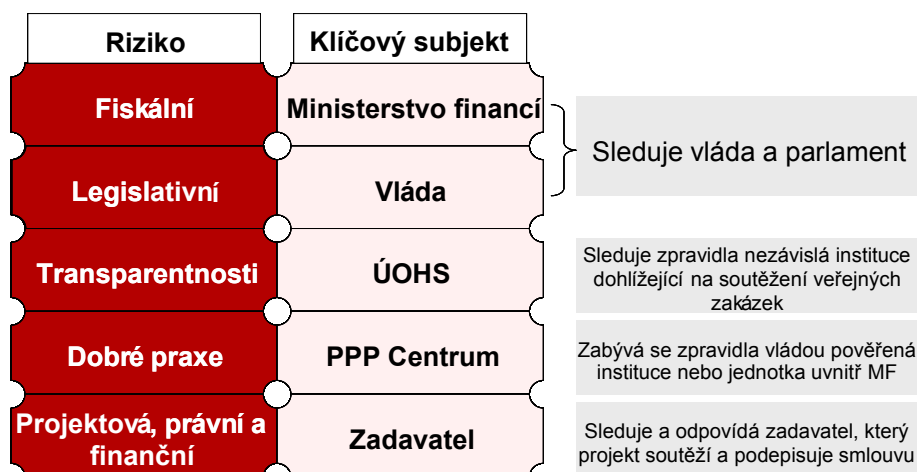 Riziko
Klíčový subjekt
Fiskální
Ministerstvo financí
Sleduje vláda a parlament
Legislativní
Vláda
Transparentnosti
ÚOHS
Sleduje zpravidla nezávislá instituce
dohlížející na soutěžení veřejných
zakázek
Dobré praxe
PPP Centrum
Zabývá se zpravidla vládou pověřená
instituce nebo jednotka uvnitř MF
Projektová, právní a
finanční
Zadavatel
Sleduje a odpovídá zadavatel, který
projekt soutěží a podepisuje smlouvu